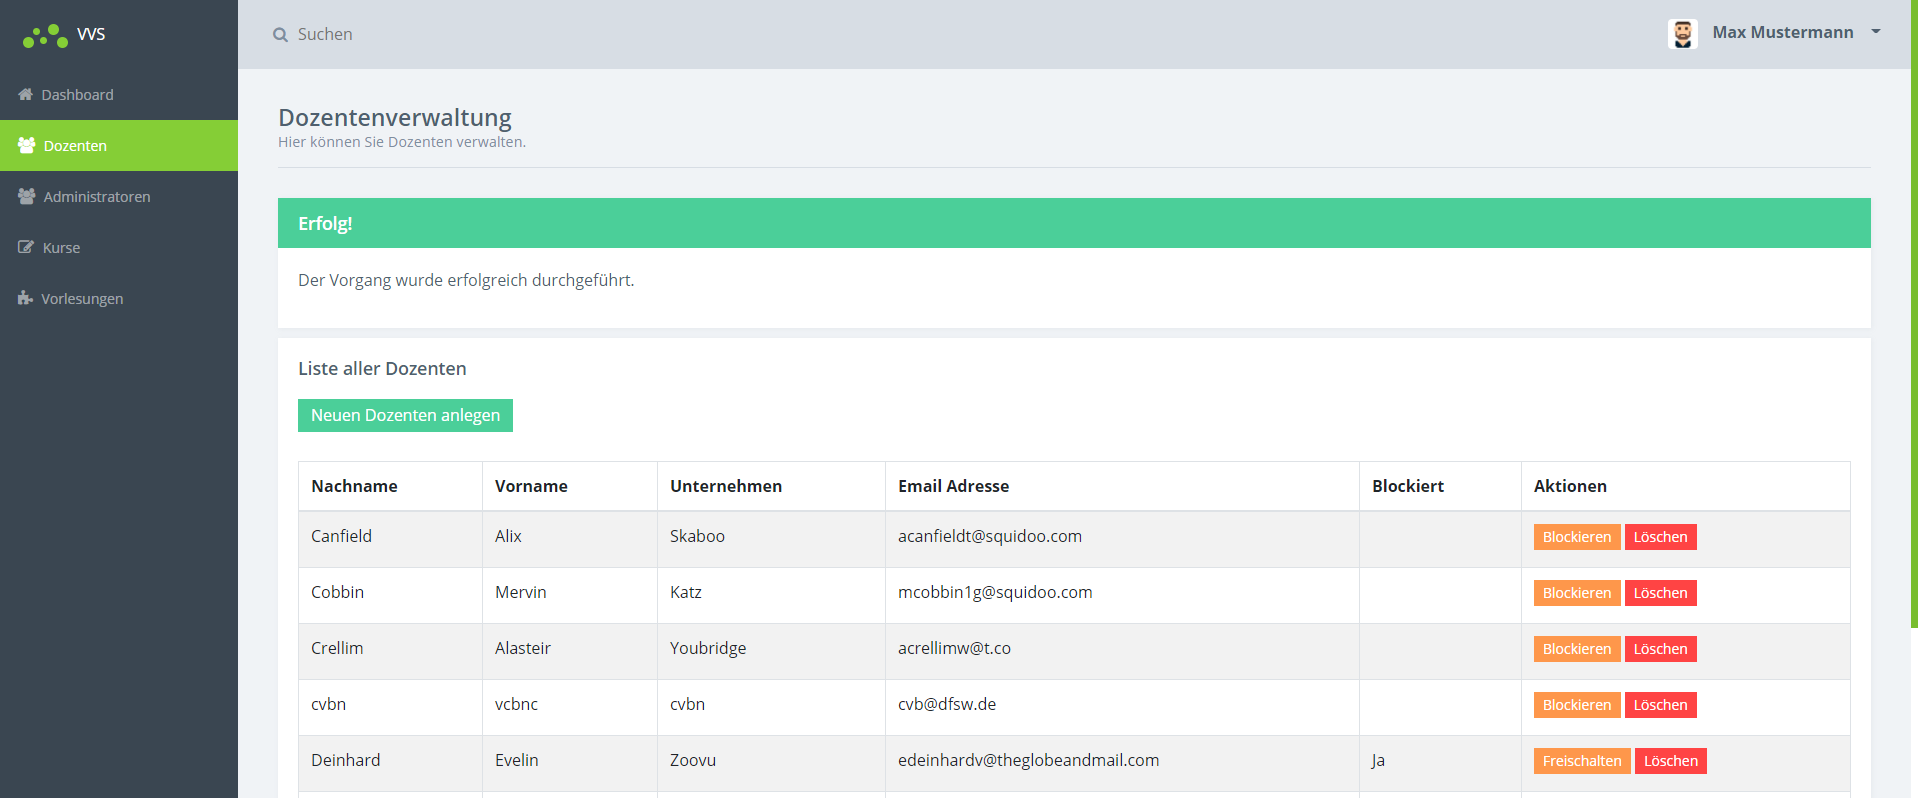 VVS
Suchen
Max Mustermann
Dashboard
Dozenten
Administratoren
Kurse
Vorlesungen
Dozentenverwaltung
Hier können Sie Dozenten verwalten.
Erfolg!
Der Vorgang wurde erfolgreich durchgeführt.
Liste aller Dozenten
Neuen Dozenten anlegen
Nachname Vorname Unternehmen Email Adresse Blockiert Aktionen
Canfield Alix Skaboo acanfieldt@squidoo.com Blockieren Löschen
Cobbin Mervin Katz mcobbin1g@squidoo.com Blockieren Löschen
Crellim Alasteir Youbridge acrellimw@t.co Blockieren Löschen
cvbn vcbnc cvbn cvb@dfsw.de Blockieren Löschen
Deinhard Evelin Zoovu edeinhardv@theglobeandmail.com Ja Freischalten Löschen